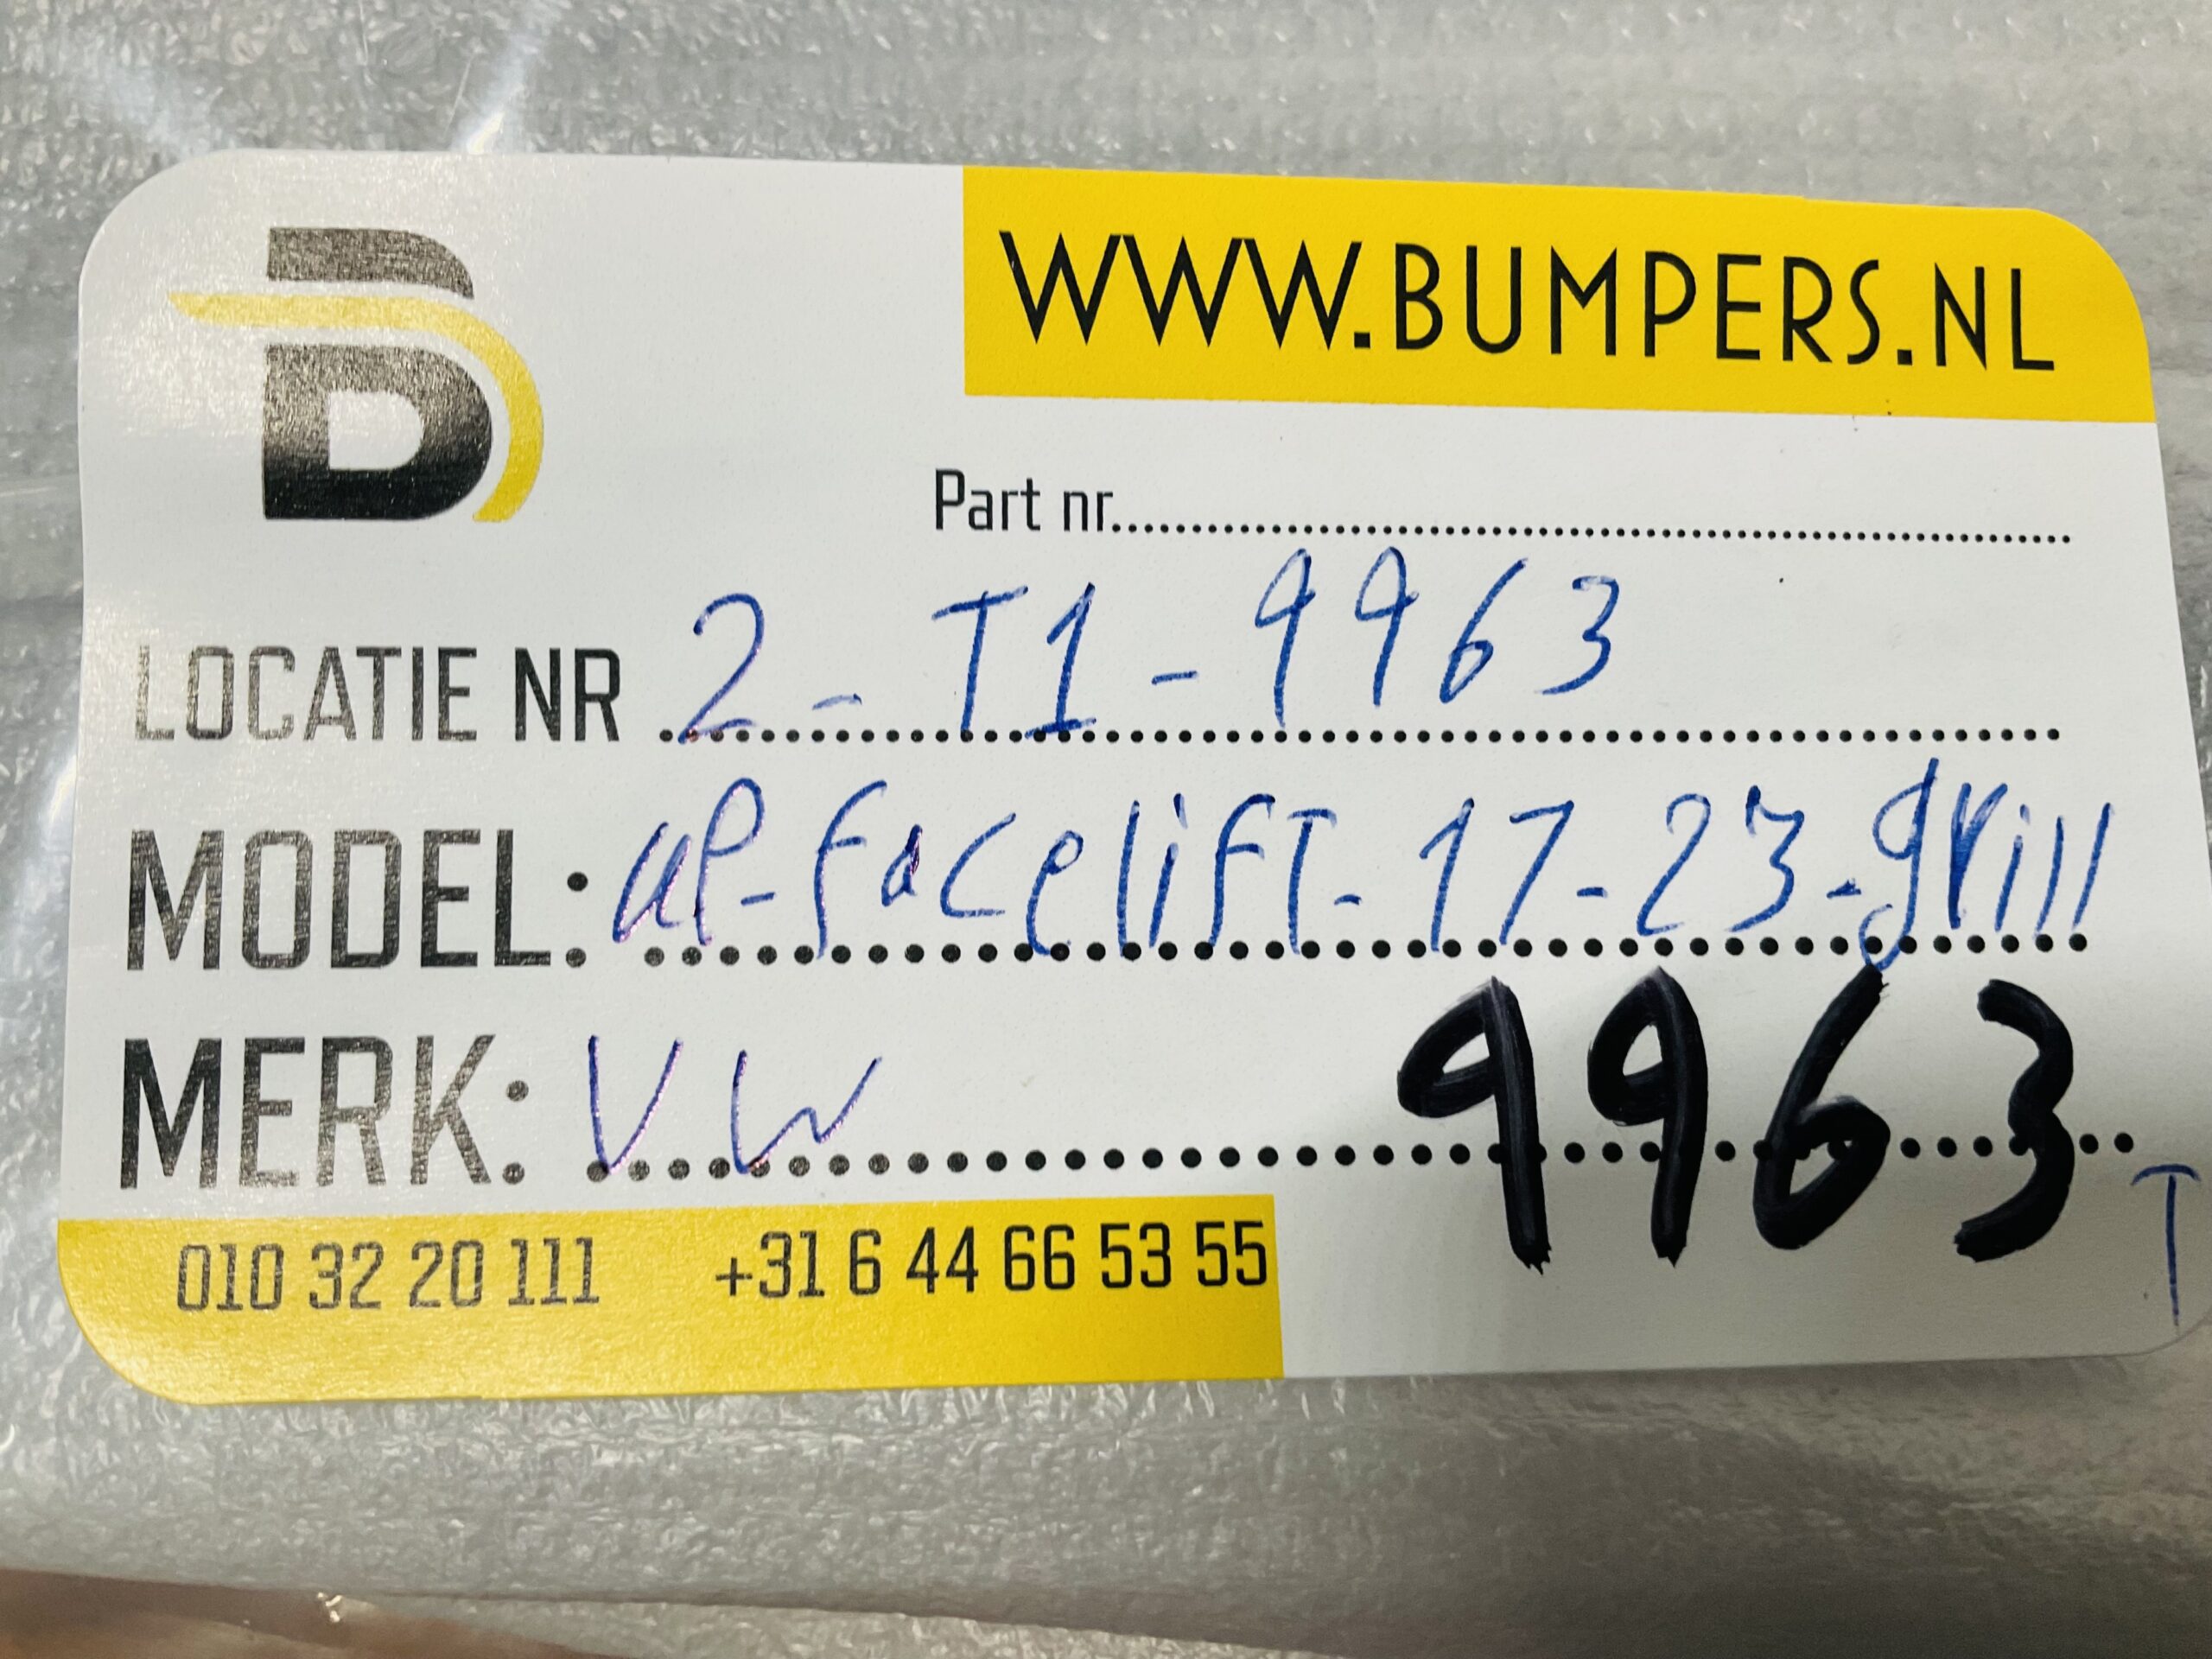 B
WWW.BUMPERS.NL
Part nr........................
LOCATIE NR 2-T1-9963
MODEL: uP-facelifT-17-23-grill
MERK: VW
9963
T
010 32 20 111 +31 6 44 66 53 55